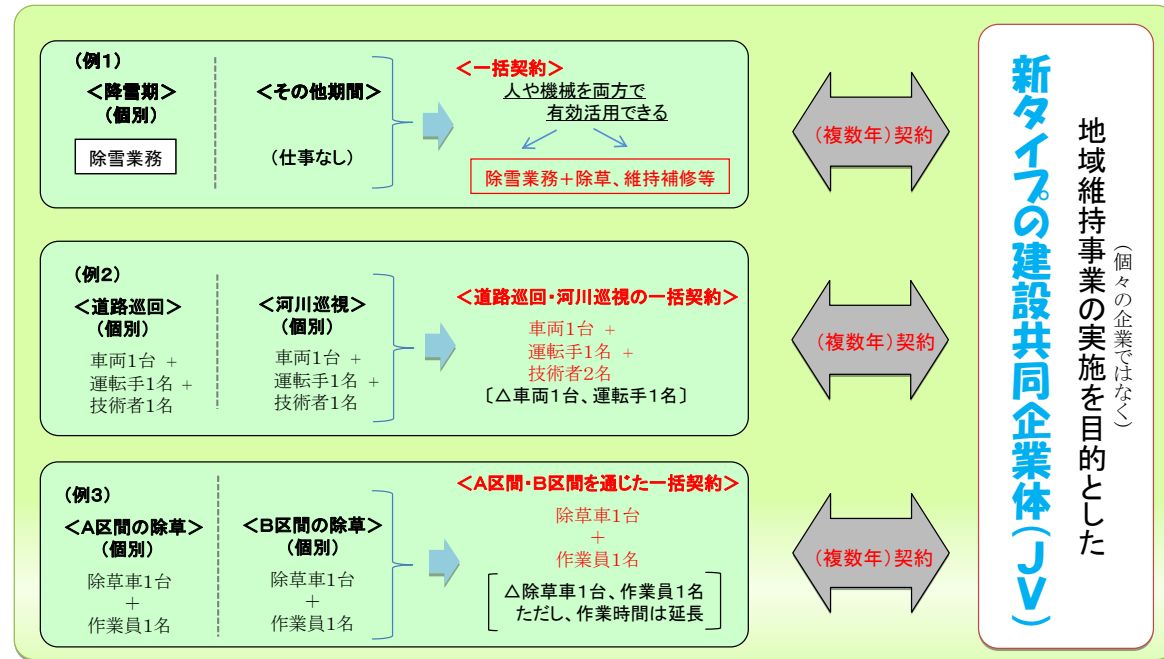 (例1)
<降雪期>
(個別)
除雪業務
<その他期間>
(仕事なし)
<一括契約>
人や機械を両方で
有効活用できる
除雪業務+除草、維持補修等
(複数年)契約
(例2)
<道路巡回>
(個別)
車両1台 +
運転手1名 +
技術者1名
<河川巡視>
(個別)
車両1台 +
運転手1名 +
技術者1名
<道路巡回・河川巡視の一括契約>
車両1台 +
運転手1名 +
技術者2名
〔△車両1台、運転手1名〕
(複数年)契約
(例3)
<A区間の除草>
(個別)
除草車1台
+
作業員1名
<B区間の除草>
(個別)
除草車1台
+
作業員1名
<A区間・B区間を通じた一括契約>
除草車1台
+
作業員1名
△除草車1台、作業員1名
ただし、作業時間は延長
(複数年)契約
(個々の企業ではなく)
地域維持事業の実施を目的とした
新タイプの建設共同企業体(JV)